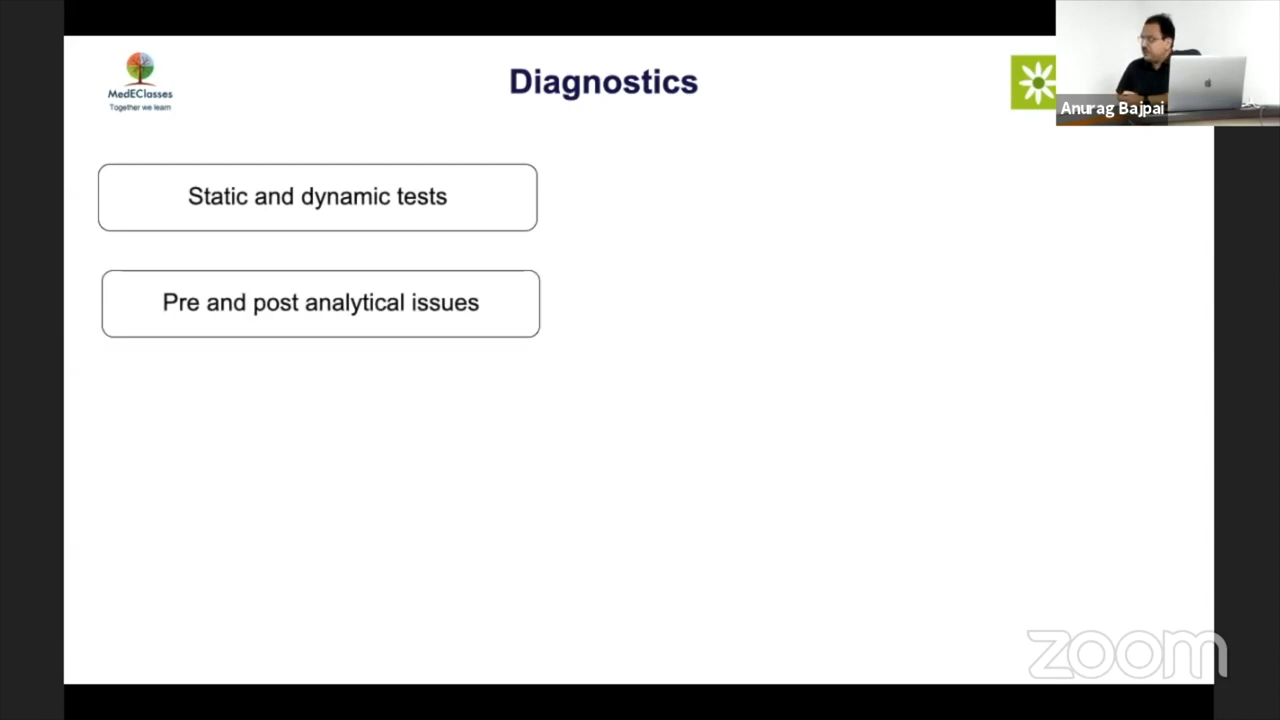 MedEClasses
Together we learn
Diagnostics
Anurag Bajpai
Static and dynamic tests
Pre and post analytical issues
zoom